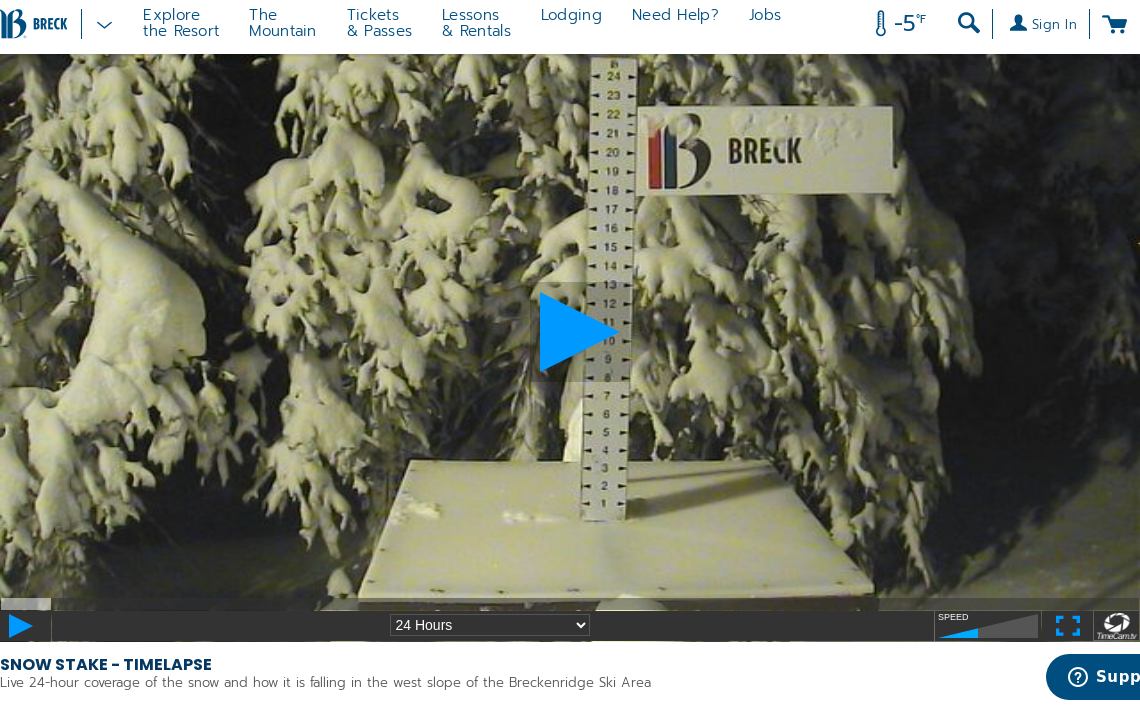 BRECK
Explore
the Resort
The
Mountain
Tickets
& Passes
Lessons
& Rentals
Lodging
Need Help?
Jobs
-5°F
Sign In
24
23
22
21
20
19
18
17
16
15
14
13
12
11
10
9
8
7
6
5
4
3
2
1
BRECK
24 Hours
SPEED
TimeCam.tv
SNOW STAKE - TIMELAPSE
Live 24-hour coverage of the snow and how it is falling in the west slope of the Breckenridge Ski Area
Supp